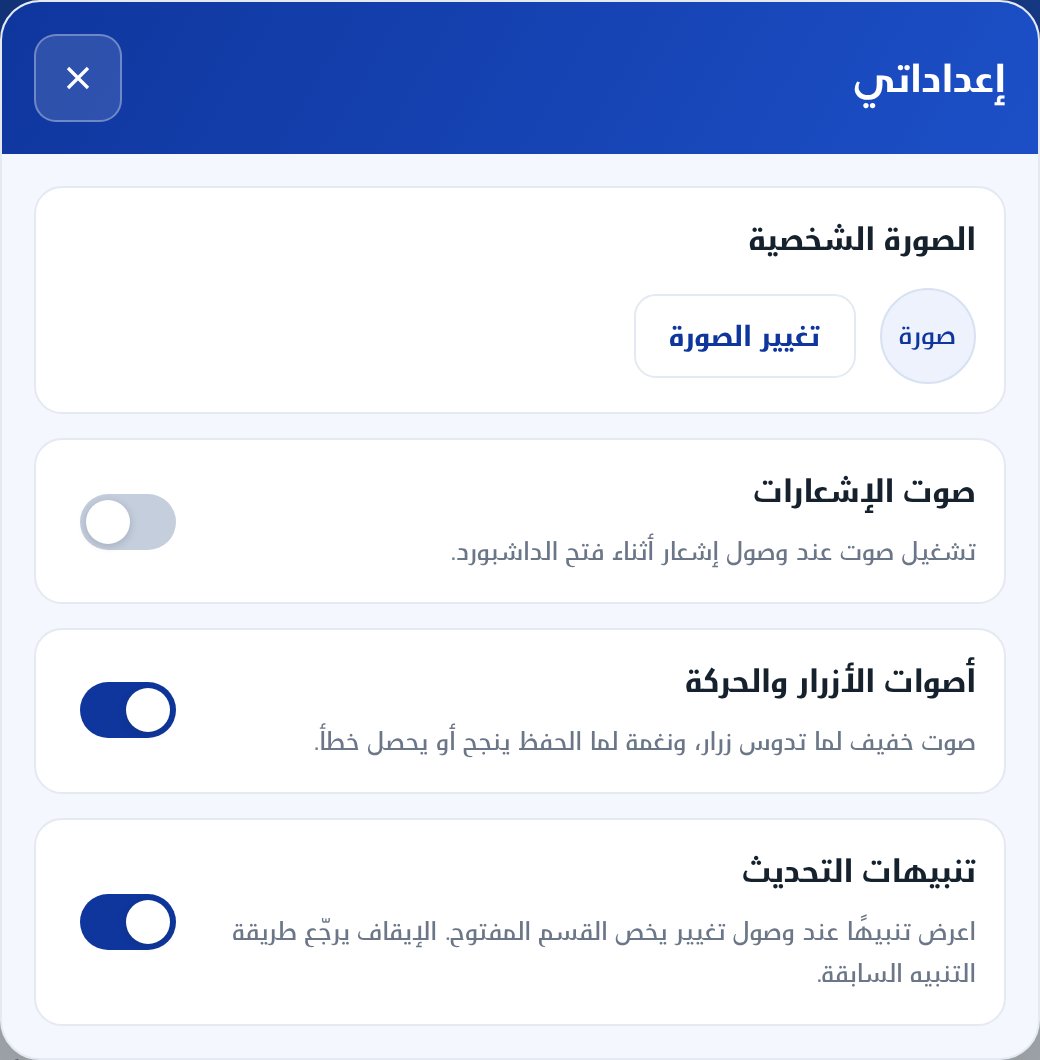 إعداداتي
الصورة الشخصية
صورة
تغيير الصورة
صوت الإشعارات
تشغيل صوت عند وصول إشعار أثناء فتح الداشبورد.
أصوات الأزرار والحركة
صوت خفيف لما تدوس زرار، ونغمة لما الحفظ ينجح أو يحصل خطأ.
تنبيهات التحديث
اعرض تنبيهًا عند وصول تغيير يخص القسم المفتوح. الإيقاف يرجّع طريقة
التنبيه السابقة.